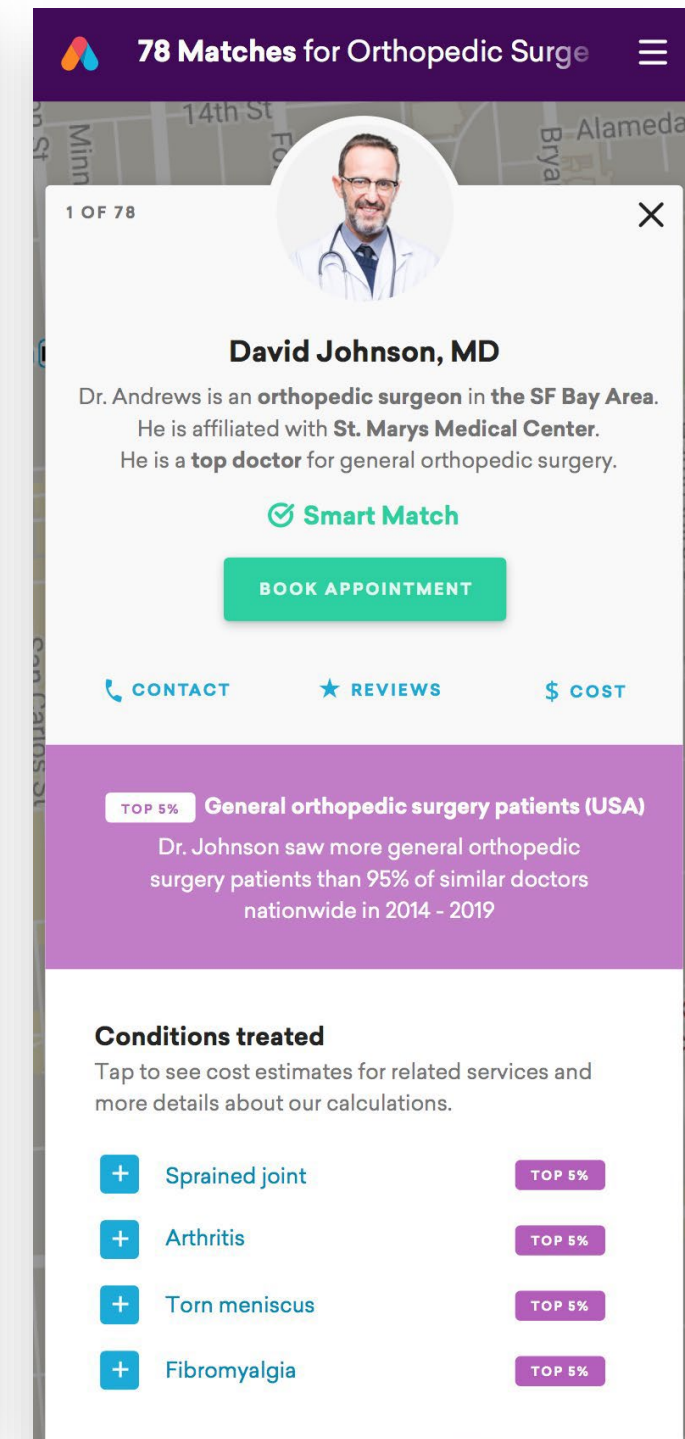 78 Matches for Orthopedic Surge
14th St
Minn
Alameda
Brya
1 OF 78
David Johnson, MD
Dr. Andrews is an orthopedic surgeon in the SF Bay Area.
He is affiliated with St. Marys Medical Center.
He is a top doctor for general orthopedic surgery.
Smart Match
BOOK APPOINTMENT
CONTACT
REVIEWS
$ COST
San Carlos St
TOP 5% General orthopedic surgery patients (USA)
Dr. Johnson saw more general orthopedic
surgery patients than 95% of similar doctors
nationwide in 2014 - 2019
Conditions treated
Tap to see cost estimates for related services and
more details about our calculations.
+ Sprained joint TOP 5%
+ Arthritis TOP 5%
+ Torn meniscus TOP 5%
+ Fibromyalgia TOP 5%